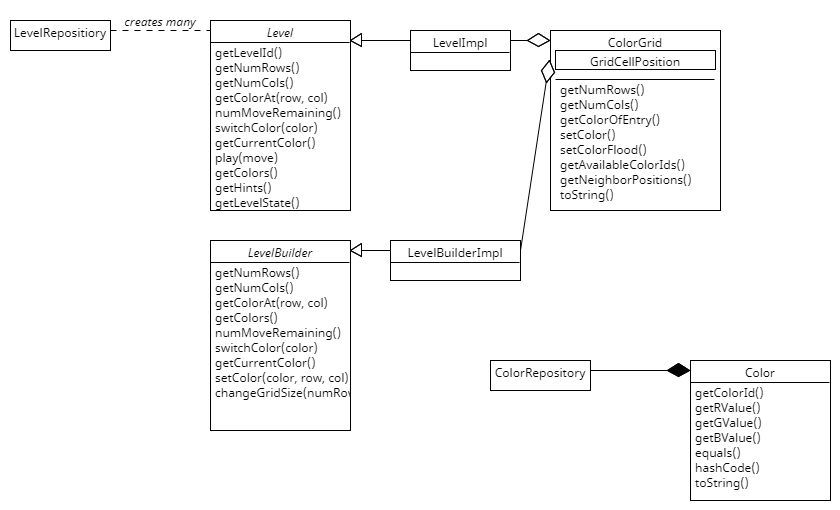 LevelRepositiory
creates many
Level
getLevelId()
getNumRows()
getNumCols()
getColorAt(row, col)
numMoveRemaining()
switchColor(color)
getCurrentColor()
play(move)
getColors()
getHints()
getLevelState()
LevelImpl
ColorGrid
GridCellPosition
getNumRows()
getNumCols()
getColorOfEntry()
setColor()
setColorFlood()
getAvailableColorIds()
getNeighborPositions()
toString()
LevelBuilder
getNumRows()
getNumCols()
getColorAt(row, col)
getColors()
numMoveRemaining()
switchColor(color)
getCurrentColor()
setColor(color, row, col)
changeGridSize(numRo
LevelBuilderImpl
ColorRepository
Color
getColorId()
getRValue()
getGValue()
getBValue()
equals()
hashCode()
toString()